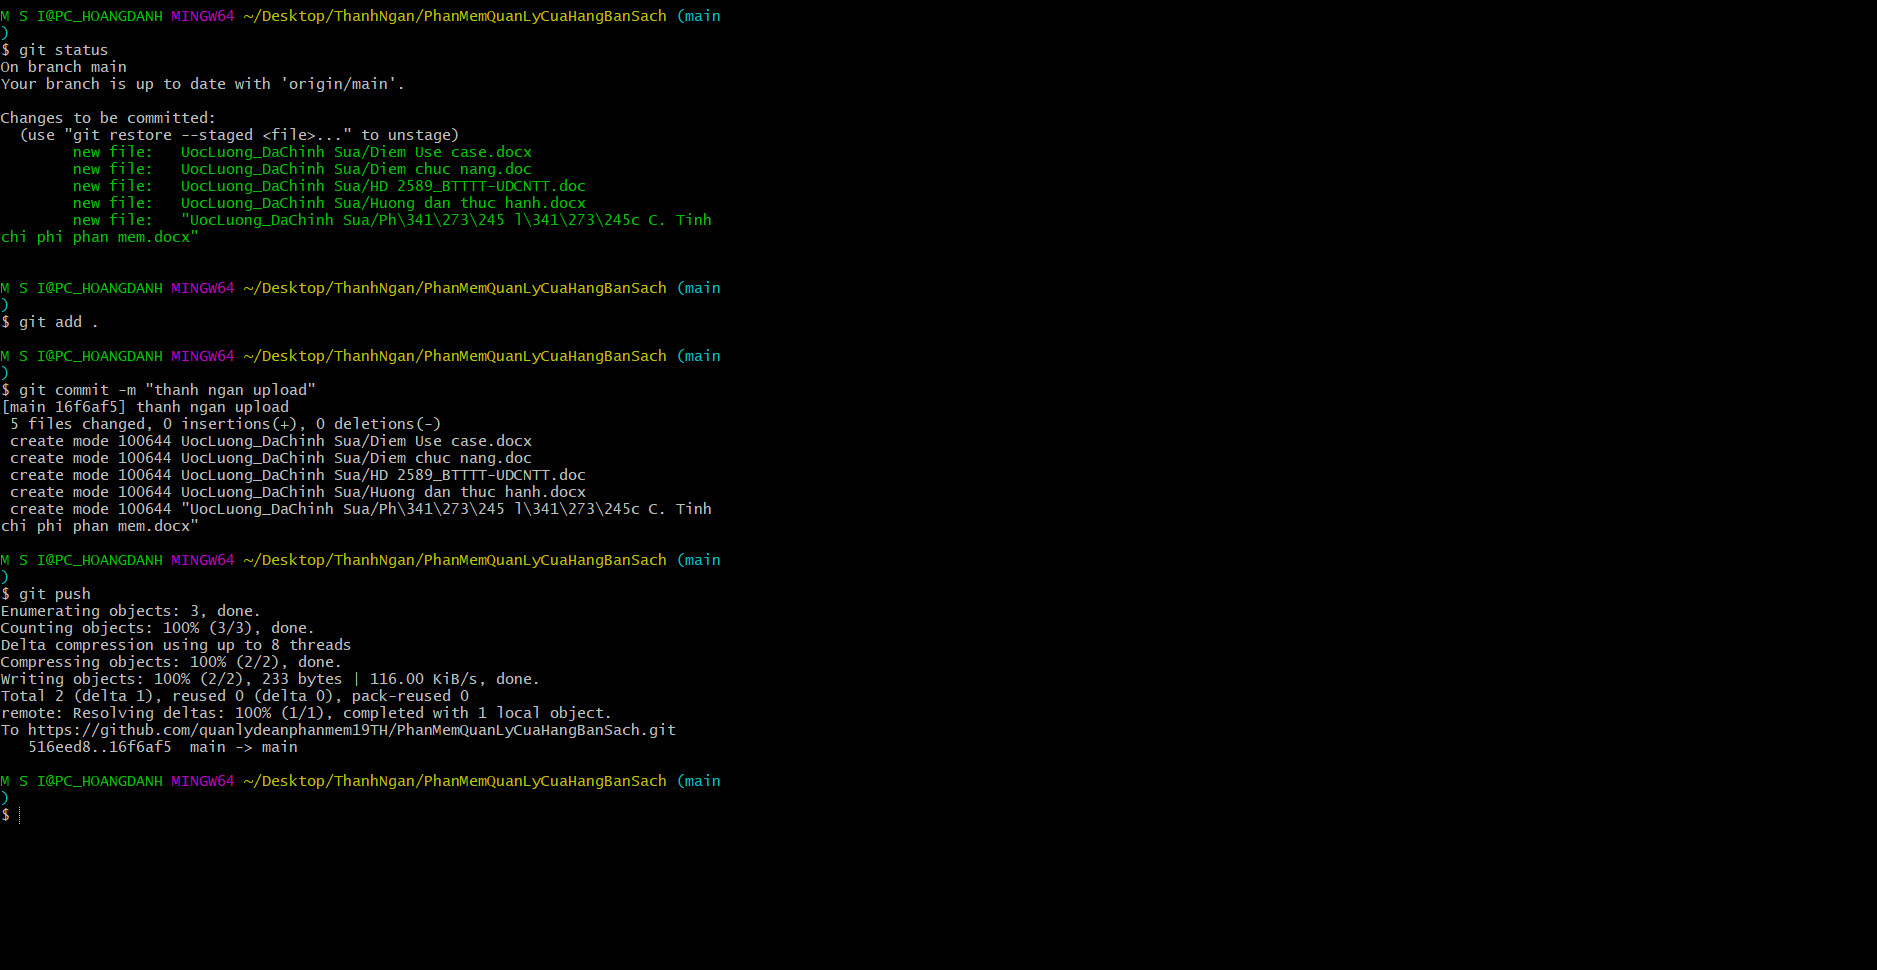 M S I@PC_HOANGDANH MINGW64 ~/Desktop/ThanhNgan/PhanMemQuanLyCuaHangBanSach (main
)
$ git status
On branch main
Your branch is up to date with 'origin/main'.
Changes to be committed:
  (use "git restore --staged <file>..." to unstage)
        new file:   UocLuong_DaChinh Sua/Diem Use case.docx
        new file:   UocLuong_DaChinh Sua/Diem chuc nang.doc
        new file:   UocLuong_DaChinh Sua/HD 2589_BTTTT-UDCNTT.doc
        new file:   UocLuong_DaChinh Sua/Huong dan thuc hanh.docx
        new file:   "UocLuong_DaChinh Sua/Ph\341\273\245 l\341\273\245c C. Tinh
chi phi phan mem.docx"
M S I@PC_HOANGDANH MINGW64 ~/Desktop/ThanhNgan/PhanMemQuanLyCuaHangBanSach (main
)
$ git add .
M S I@PC_HOANGDANH MINGW64 ~/Desktop/ThanhNgan/PhanMemQuanLyCuaHangBanSach (main
)
$ git commit -m "thanh ngan upload"
[main 16f6af5] thanh ngan upload
 5 files changed, 0 insertions(+), 0 deletions(-)
 create mode 100644 UocLuong_DaChinh Sua/Diem Use case.docx
 create mode 100644 UocLuong_DaChinh Sua/Diem chuc nang.doc
 create mode 100644 UocLuong_DaChinh Sua/HD 2589_BTTTT-UDCNTT.doc
 create mode 100644 UocLuong_DaChinh Sua/Huong dan thuc hanh.docx
 create mode 100644 "UocLuong_DaChinh Sua/Ph\341\273\245 l\341\273\245c C. Tinh
chi phi phan mem.docx"
M S I@PC_HOANGDANH MINGW64 ~/Desktop/ThanhNgan/PhanMemQuanLyCuaHangBanSach (main
)
$ git push
Enumerating objects: 3, done.
Counting objects: 100% (3/3), done.
Delta compression using up to 8 threads
Compressing objects: 100% (2/2), done.
Writing objects: 100% (2/2), 233 bytes | 116.00 KiB/s, done.
Total 2 (delta 1), reused 0 (delta 0), pack-reused 0
remote: Resolving deltas: 100% (1/1), completed with 1 local object.
To https://github.com/quanlydeanphanmem19TH/PhanMemQuanLyCuaHangBanSach.git
   516eed8..16f6af5  main -> main
M S I@PC_HOANGDANH MINGW64 ~/Desktop/ThanhNgan/PhanMemQuanLyCuaHangBanSach (main
)
$